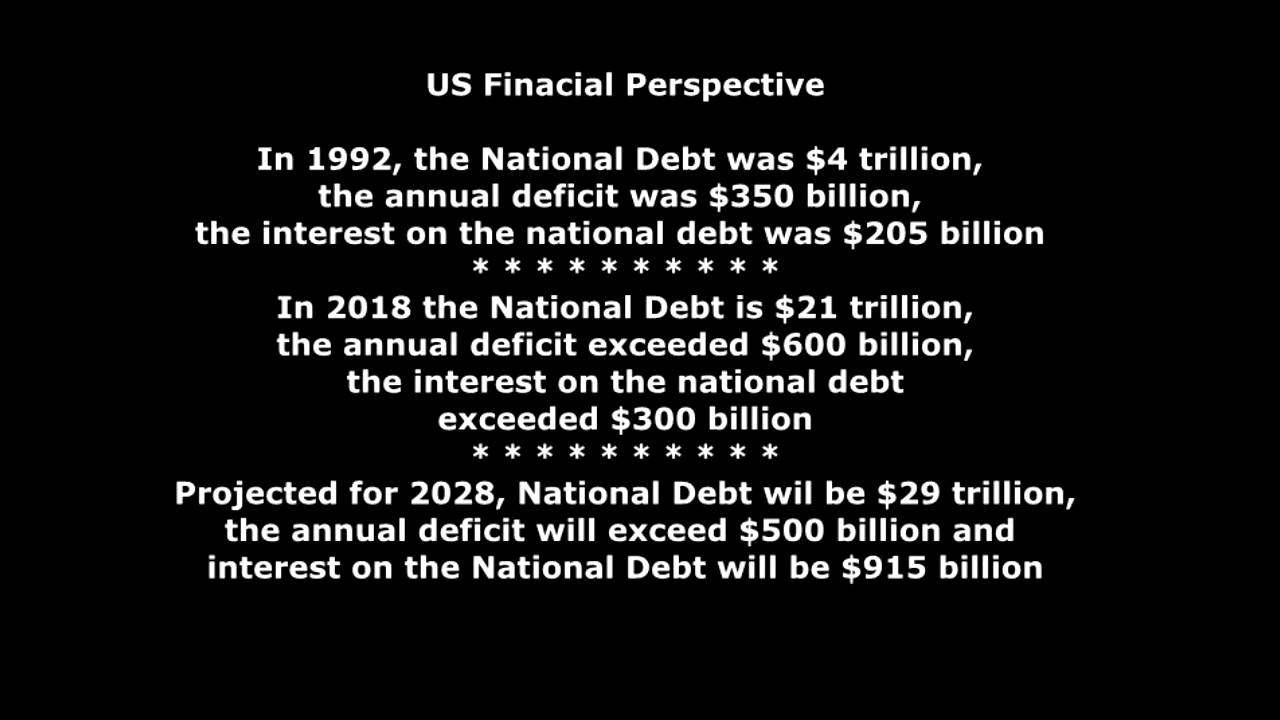 US Finacial Perspective
In 1992, the National Debt was $4 trillion,
the annual deficit was $350 billion,
the interest on the national debt was $205 billion
* * * * * * * * * *
In 2018 the National Debt is $21 trillion,
the annual deficit exceeded $600 billion,
the interest on the national debt
exceeded $300 billion
* * * * * * * * * *
Projected for 2028, National Debt wil be $29 trillion,
the annual deficit will exceed $500 billion and
interest on the National Debt will be $915 billion